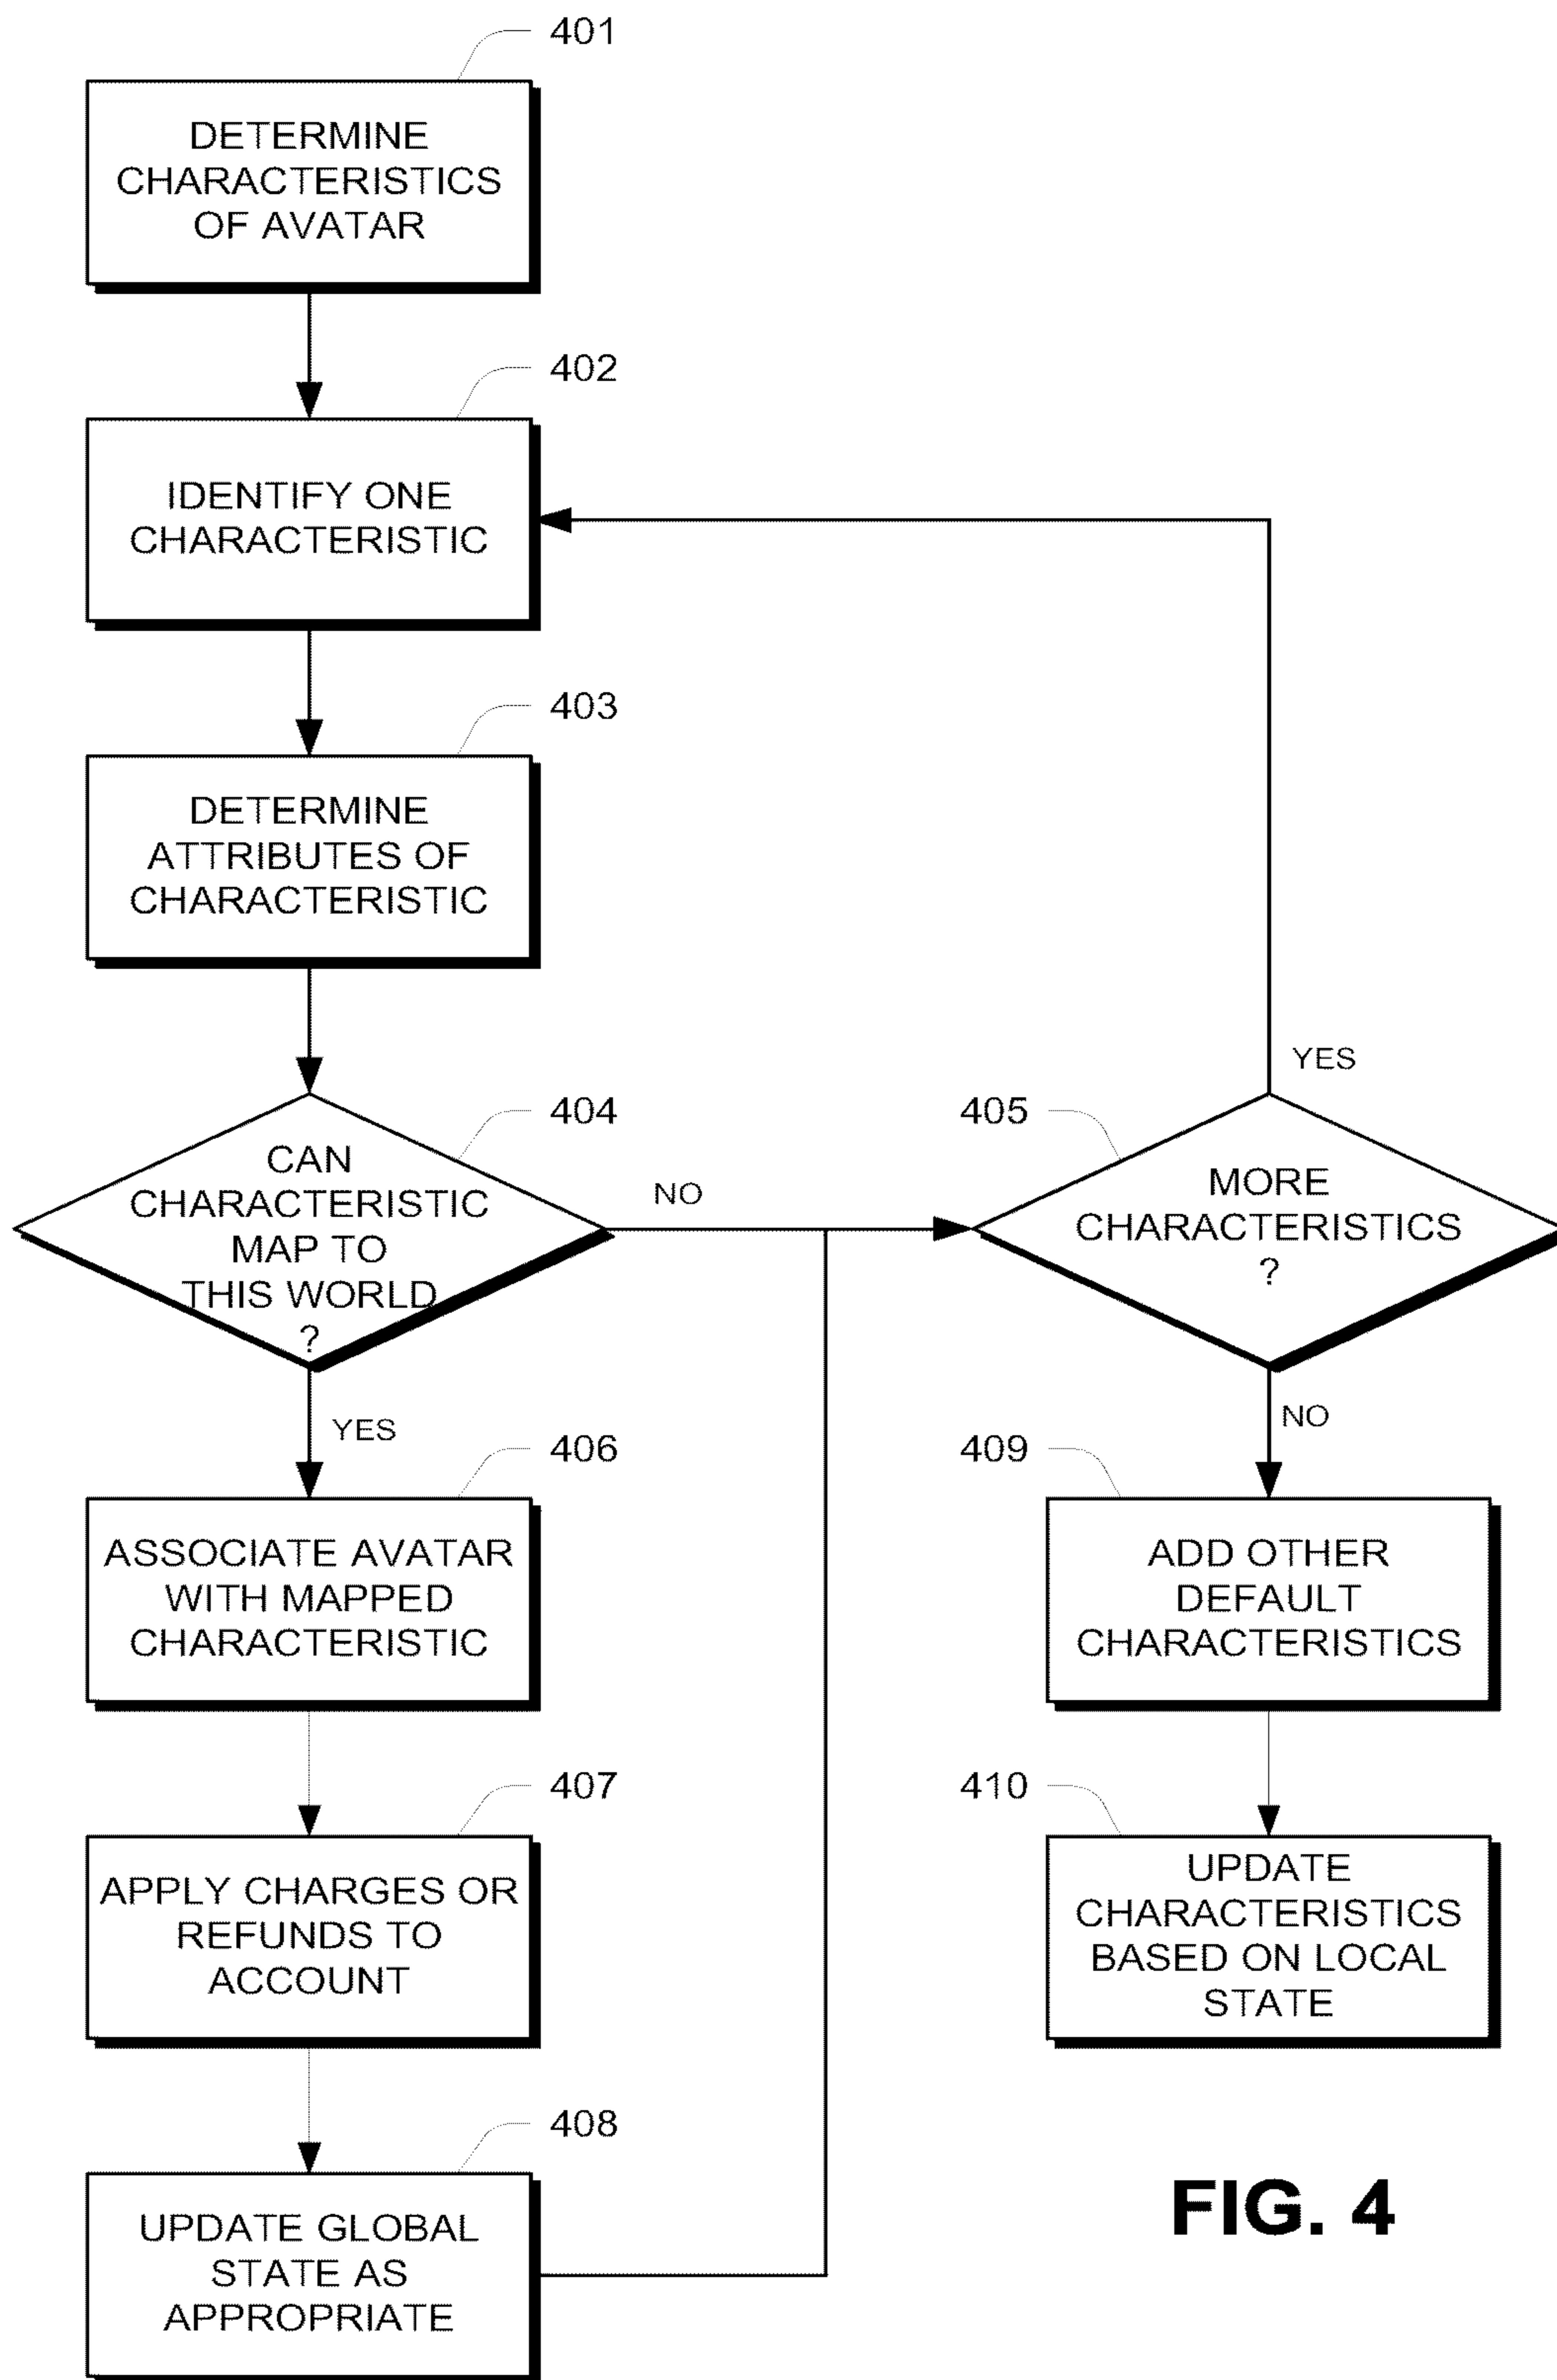 401
DETERMINE
CHARACTERISTICS
OF AVATAR
402
IDENTIFY ONE
CHARACTERISTIC
403
DETERMINE
ATTRIBUTES OF
CHARACTERISTIC
404
CAN
CHARACTERISTIC
MAP TO
THIS WORLD
?
NO
YES
405
MORE
CHARACTERISTICS
?
YES
NO
406
ASSOCIATE AVATAR
WITH MAPPED
CHARACTERISTIC
407
APPLY CHARGES OR
REFUNDS TO
ACCOUNT
408
UPDATE GLOBAL
STATE AS
APPROPRIATE
409
ADD OTHER
DEFAULT
CHARACTERISTICS
410
UPDATE
CHARACTERISTICS
BASED ON LOCAL
STATE
FIG. 4